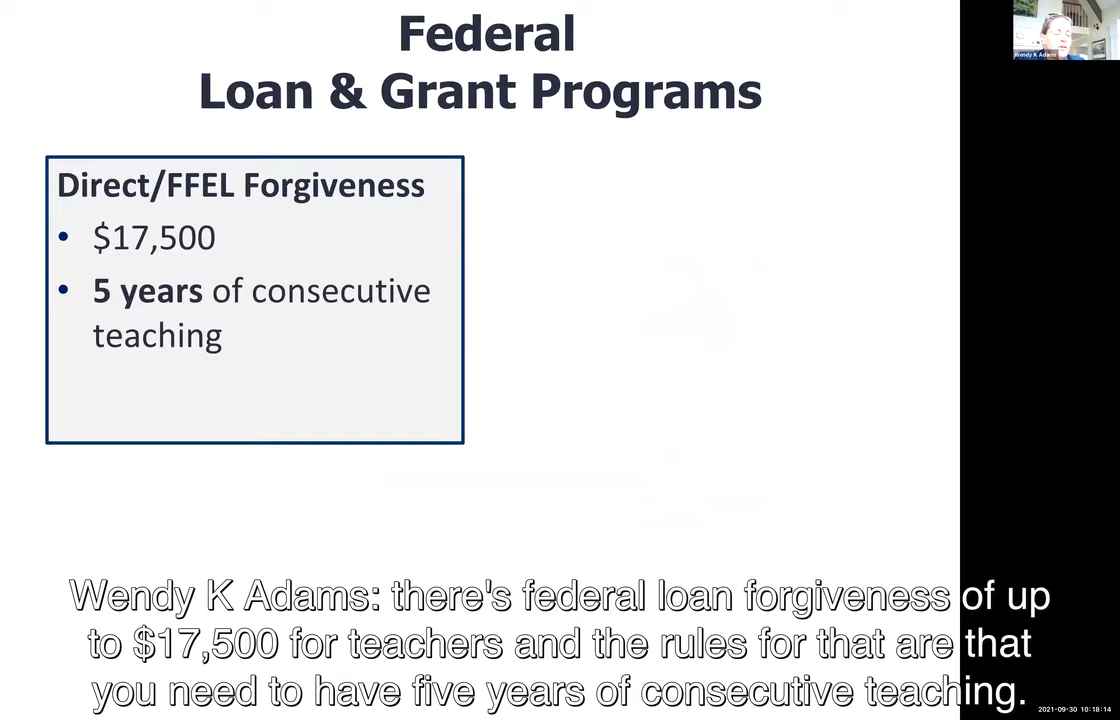 Federal
Loan & Grant Programs
Wendy K Adams
Direct/FFEL Forgiveness
• $17,500
• 5 years of consecutive
teaching
Wendy K Adams: there's federal loan forgiveness of up
to $17,500 for teachers and the rules for that are that
you need to have five years of consecutive teaching.
2021-09-30 10:18:14